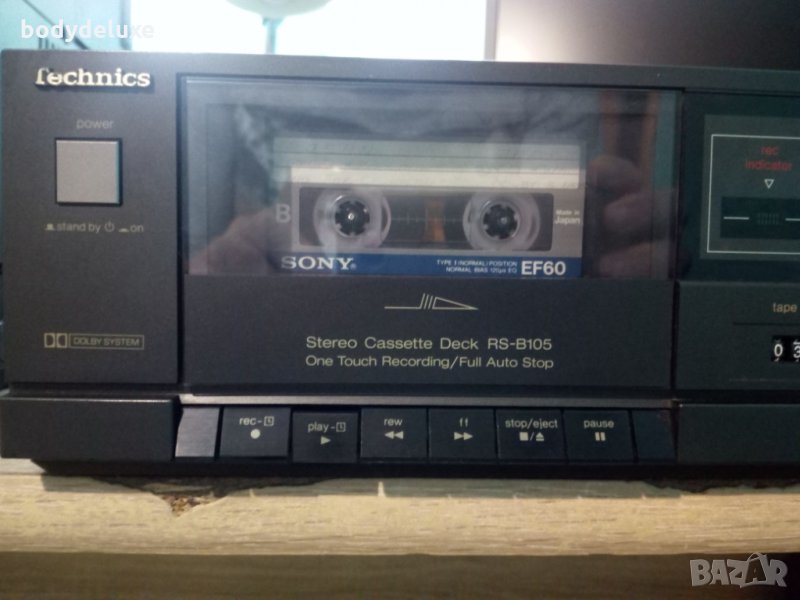 bodydeluxe
Technics
power
stand by on
DOLBY SYSTEM
B
SONY
TYPE I (NORMAL) POSITION
NORMAL BIAS 120μs EQ
EF60
Made in
Japan
rec
indicator
Stereo Cassette Deck RS-B105
One Touch Recording/Full Auto Stop
tape
0 3
rec-
play-
rew
ff
stop/eject
pause
BAZAR